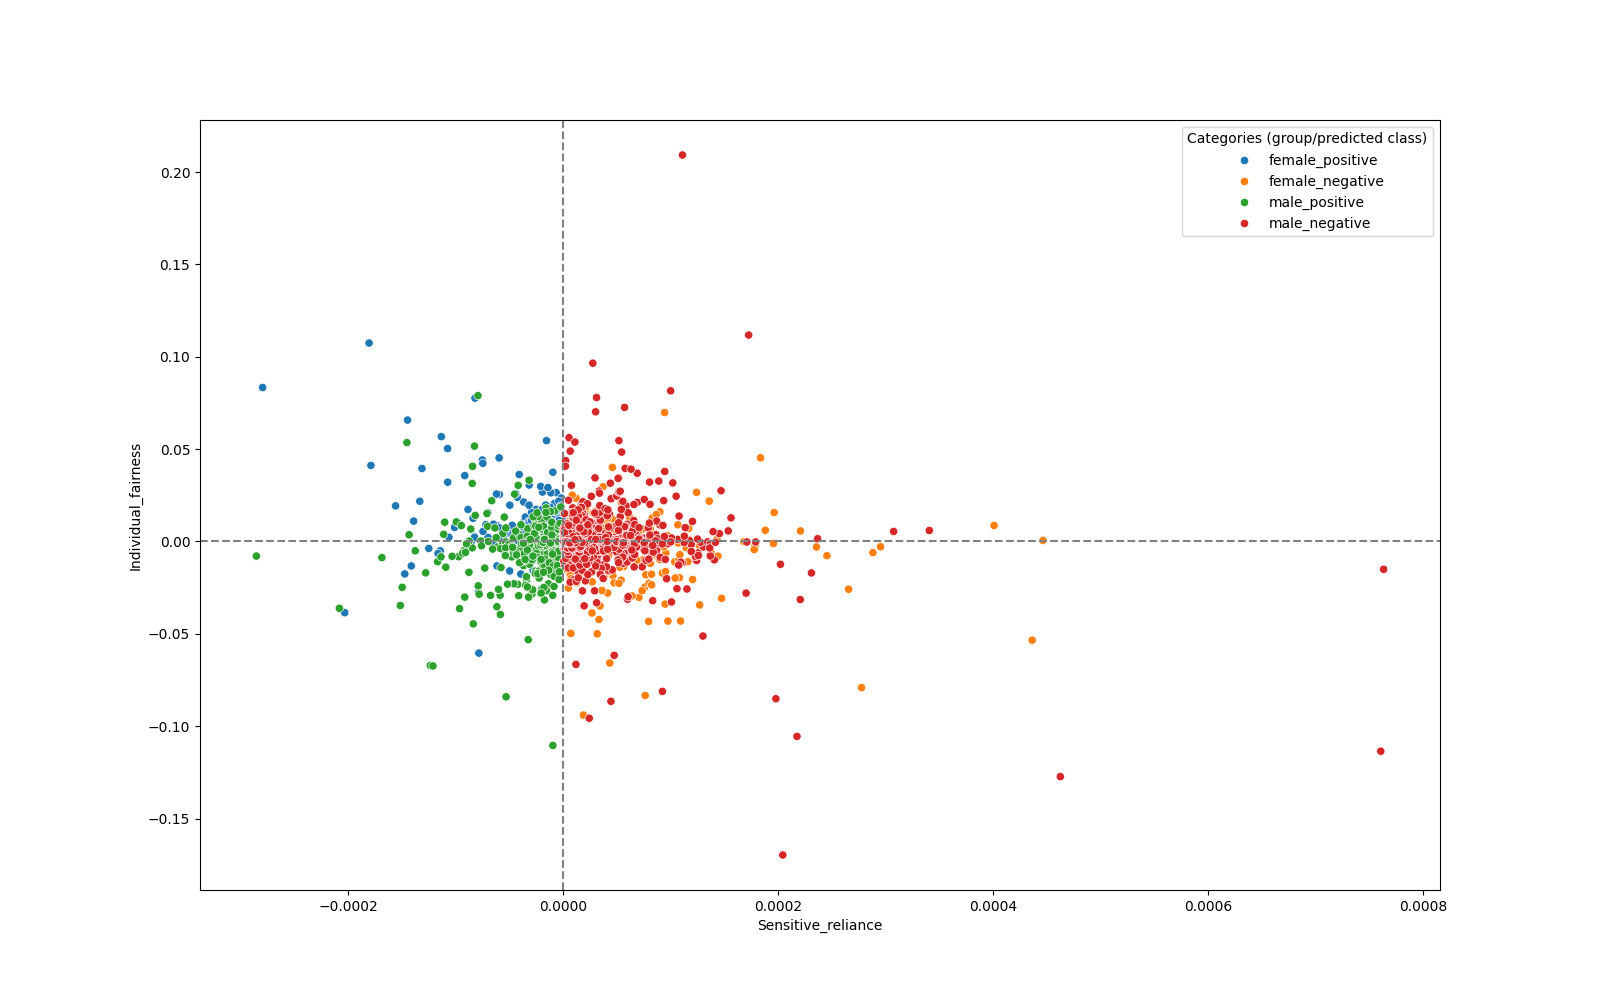 Categories (group/predicted class)
female_positive
female_negative
male_positive
male_negative
0.20
0.15
0.10
0.05
0.00
−0.05
−0.10
−0.15
Individual_fairness
−0.0002
0.0000
0.0002
0.0004
0.0006
0.0008
Sensitive_reliance